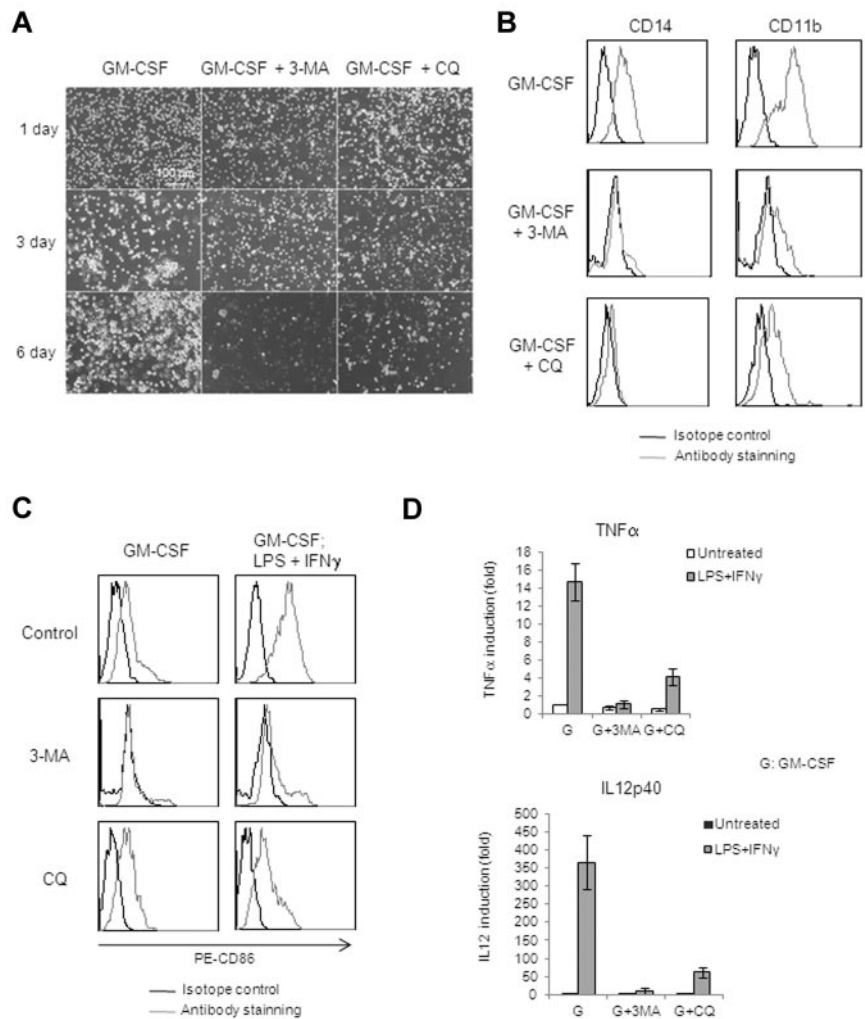 A
GM-CSF
GM-CSF + 3-MA
GM-CSF + CQ
1 day
3 day
6 day
B
CD14
CD11b
GM-CSF
GM-CSF
+ 3-MA
GM-CSF
+ CQ
Isotope control
Antibody stainning
C
GM-CSF
GM-CSF;
LPS + IFNγ
Control
3-MA
CQ
PE-CD86
Isotope control
Antibody stainning
D
TNFα
Untreated
LPS+IFNγ
TNFα induction (fold)
18
16
14
12
10
8
6
4
2
0
G
G+3MA
G+CQ
G: GM-CSF
IL12p40
Untreated
LPS+IFNγ
IL12 induction (fold)
500
450
400
350
300
250
200
150
100
50
0
G
G+3MA
G+CQ